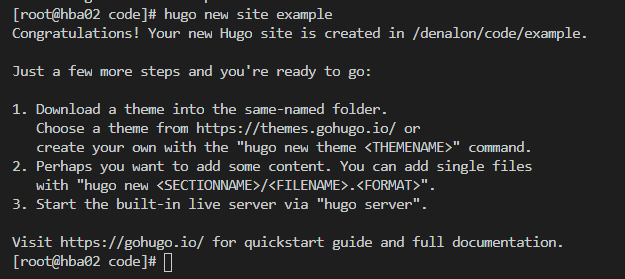 [root@hba02 code]# hugo new site example
Congratulations! Your new Hugo site is created in /denalon/code/example.
Just a few more steps and you're ready to go:
1. Download a theme into the same-named folder.
Choose a theme from https://themes.gohugo.io/ or
create your own with the "hugo new theme <THEMENAME>" command.
2. Perhaps you want to add some content. You can add single files
with "hugo new <SECTIONNAME>/<FILENAME>.<FORMAT>".
3. Start the built-in live server via "hugo server".
Visit https://gohugo.io/ for quickstart guide and full documentation.
[root@hba02 code]#